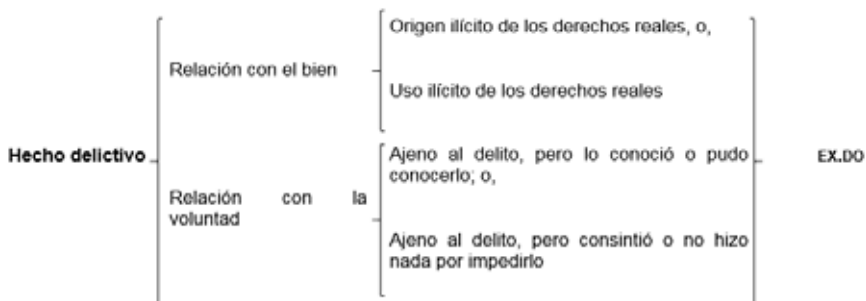 Origen ilícito de los derechos reales, o,
Relación con el bien
Uso ilícito de los derechos reales
Hecho delictivo
Ajeno al delito, pero lo conoció o pudo
conocerlo; o,
EX.DO
Relación con la
voluntad
Ajeno al delito, pero consintió o no hizo
nada por impedirlo